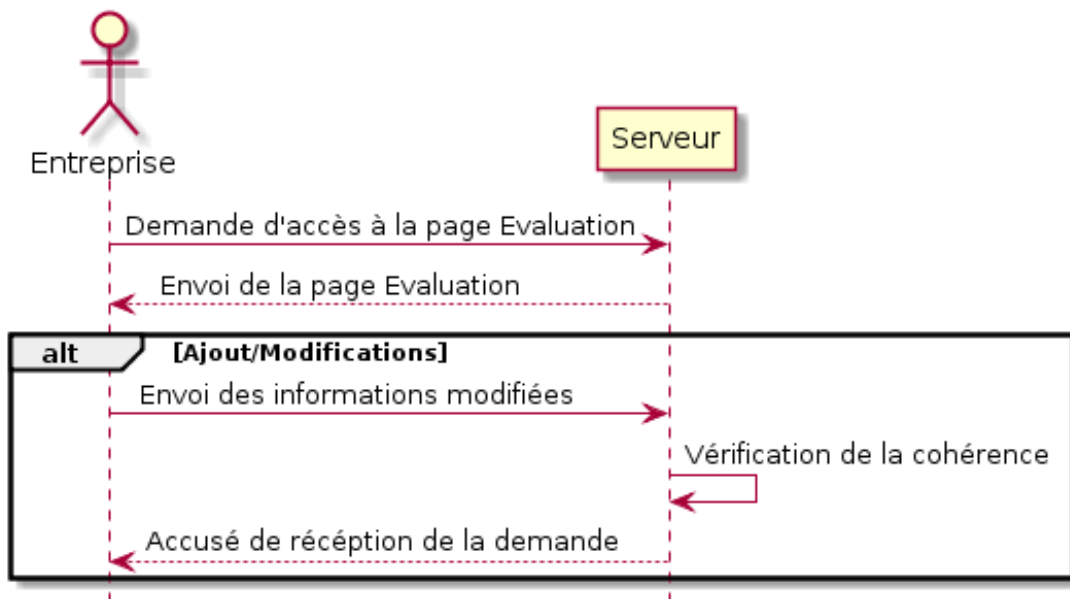 Entreprise
Serveur
Demande d'accès à la page Evaluation
Envoi de la page Evaluation
alt [Ajout/Modifications]
Envoi des informations modifiées
Vérification de la cohérence
Accusé de récéption de la demande